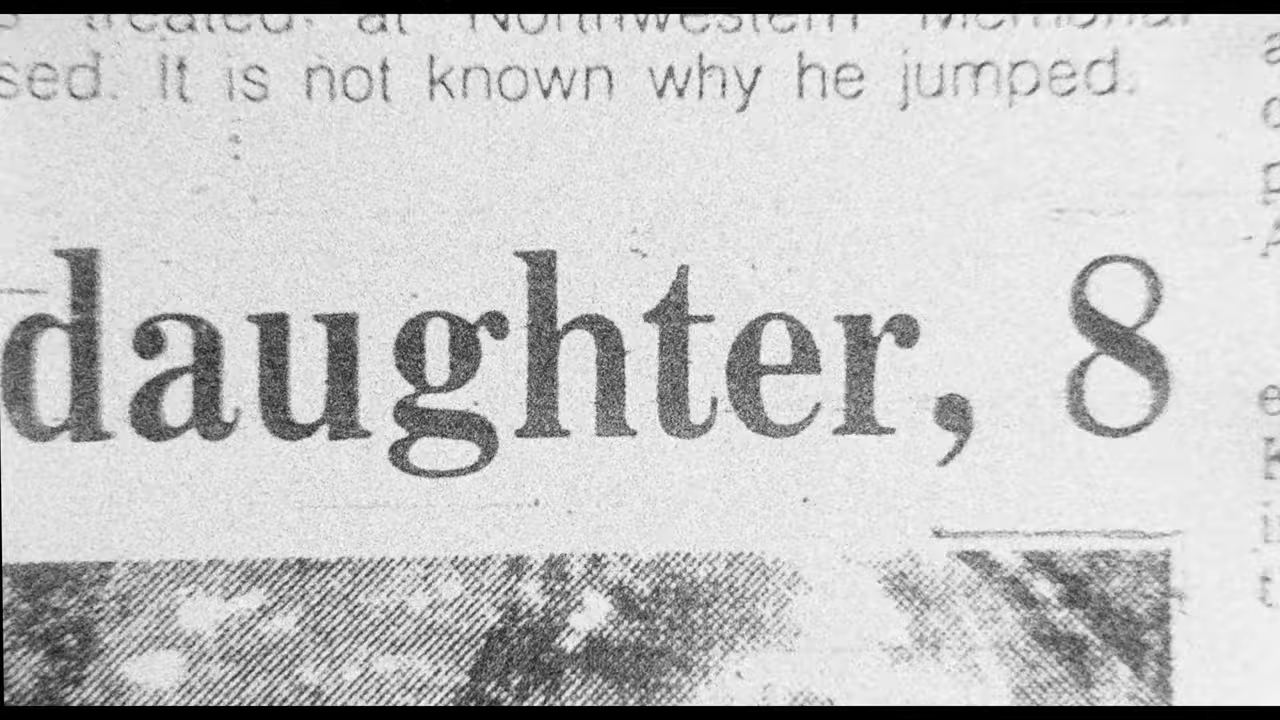 treated at Northwestern Memorial
sed. It is not known why he jumped.
daughter, 8